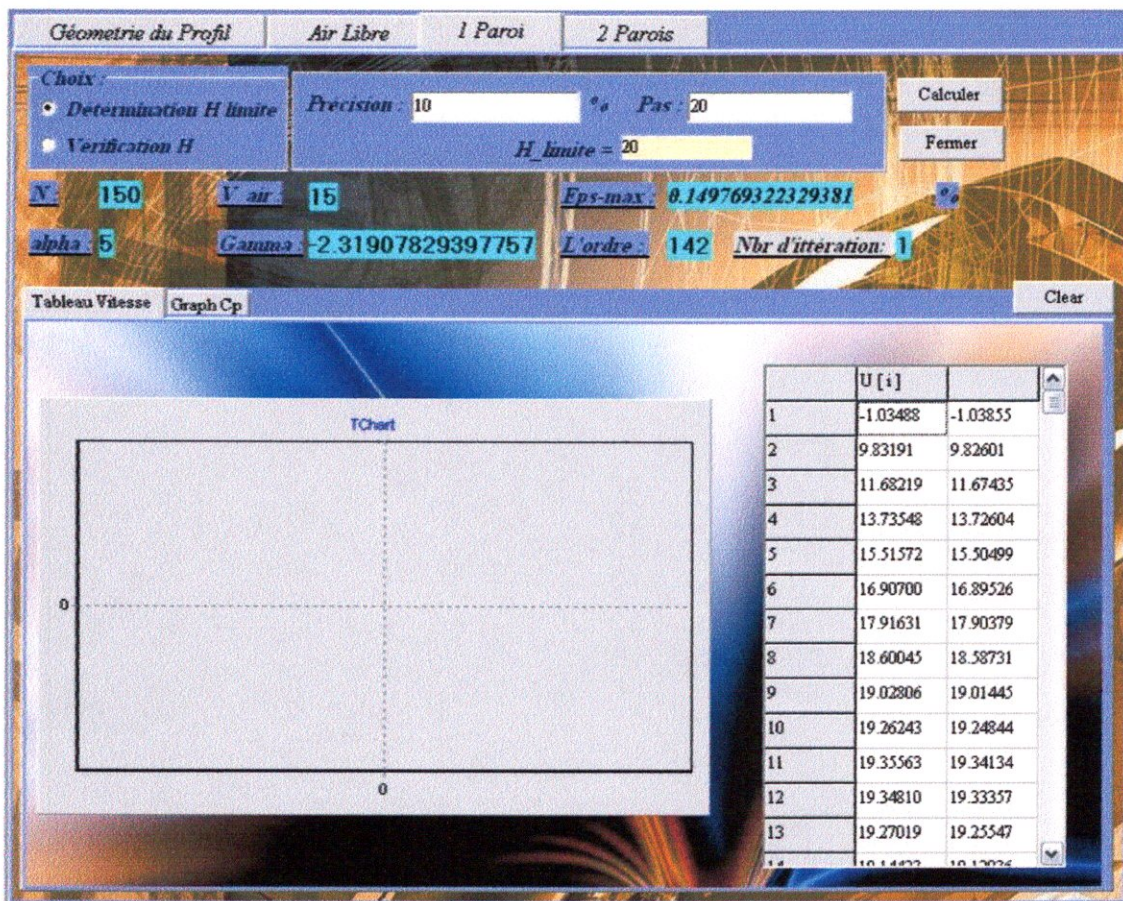 Géometrie du Profil Air Libre 1 Paroi 2 Parois
Choix :
Determination H limite
Vérification H
Précision : 10 % Pas : 20
H_limite = 20
Calculer
Fermer
N : 150 V air : 15 Eps-max : 0.149769322329381 %
alpha : 5 Gamma : -2.31907829397757 L'ordre : 142 Nbr d'ittération: 1
Tableau Vitesse Graph Cp Clear
TChart
0
0
U[i]
1 -1.03488 -1.03855
2 9.83191 9.82601
3 11.68219 11.67435
4 13.73548 13.72604
5 15.51572 15.50499
6 16.90700 16.89526
7 17.91631 17.90379
8 18.60045 18.58731
9 19.02806 19.01445
10 19.26243 19.24844
11 19.35563 19.34134
12 19.34810 19.33357
13 19.27019 19.25547